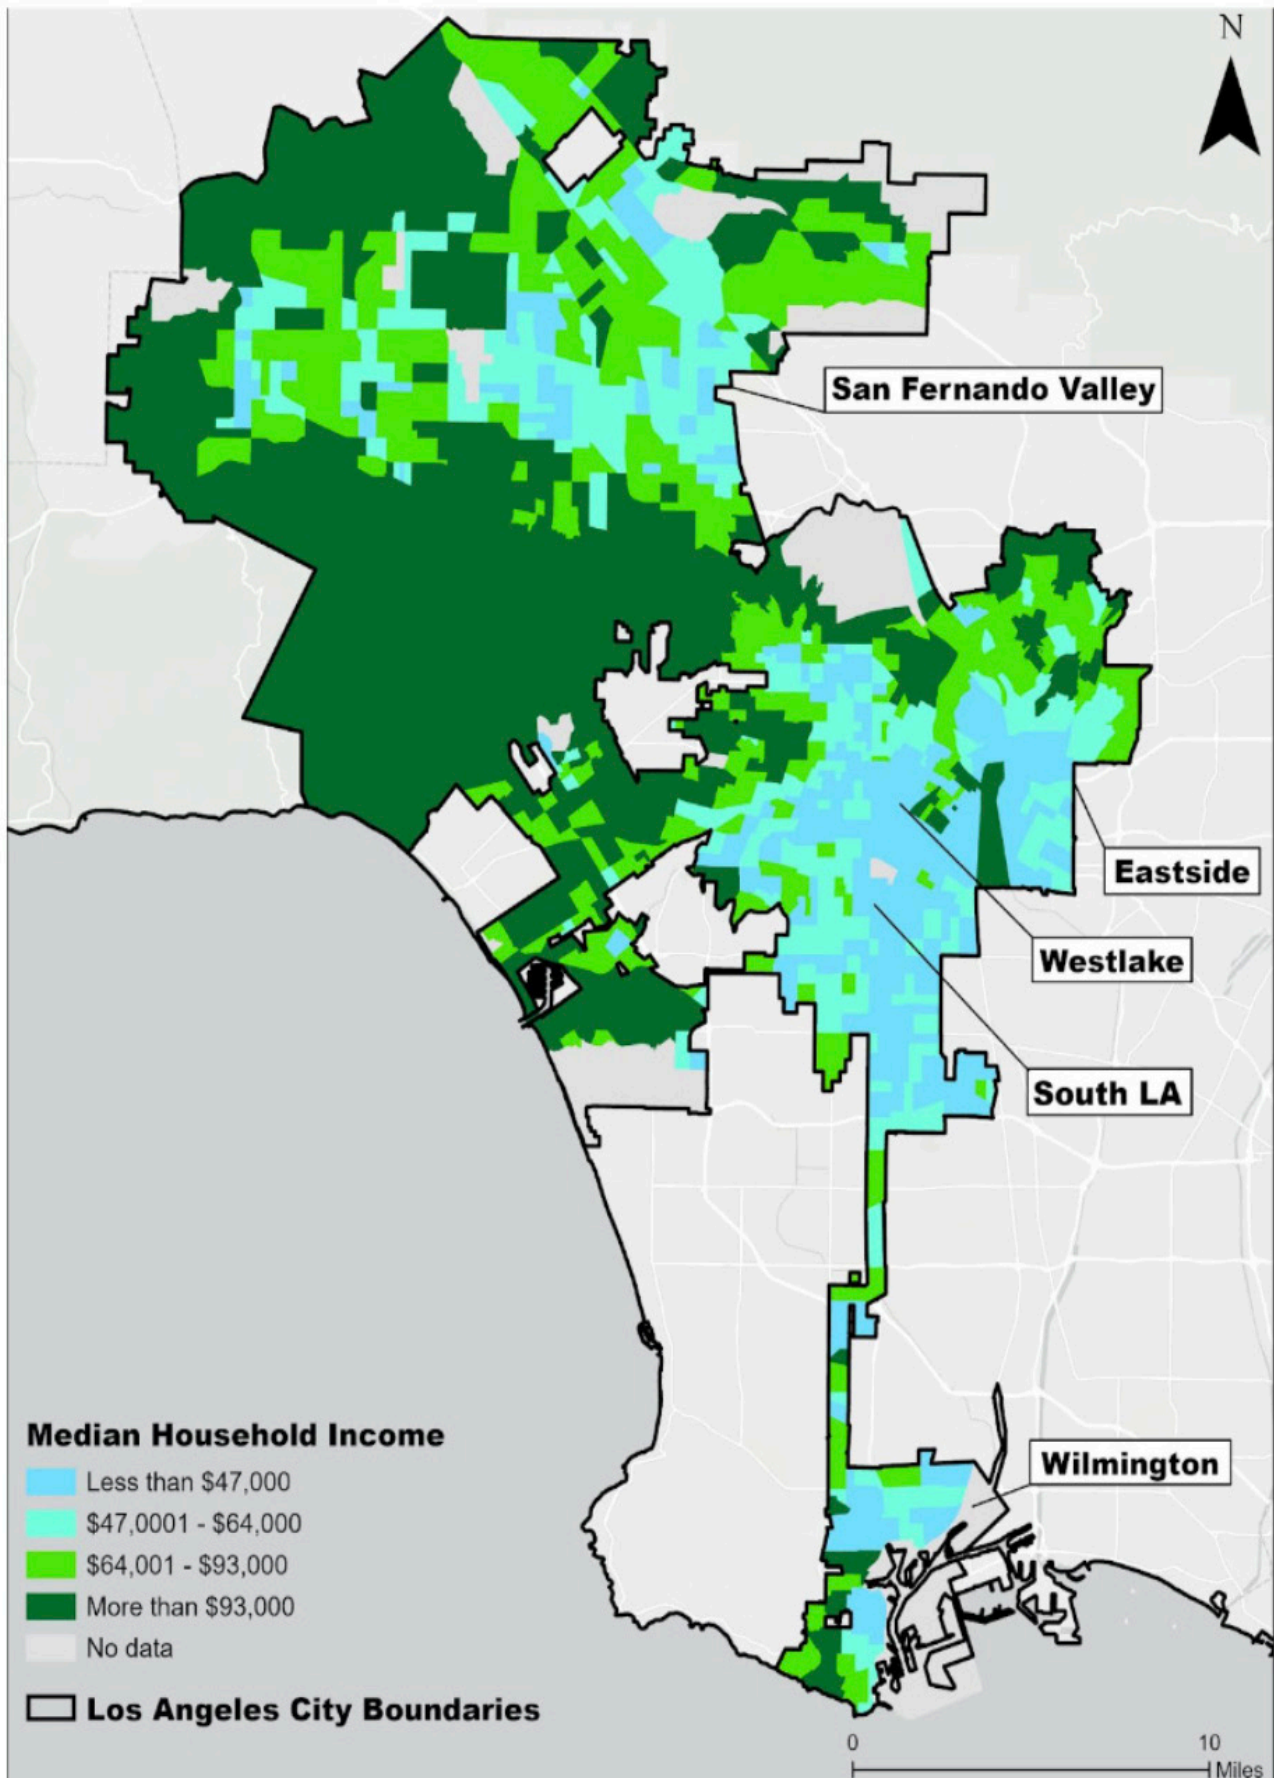 N
San Fernando Valley
Eastside
Westlake
South LA
Wilmington
Median Household Income
Less than $47,000
$47,0001 - $64,000
$64,001 - $93,000
More than $93,000
No data
Los Angeles City Boundaries
0 10
Miles